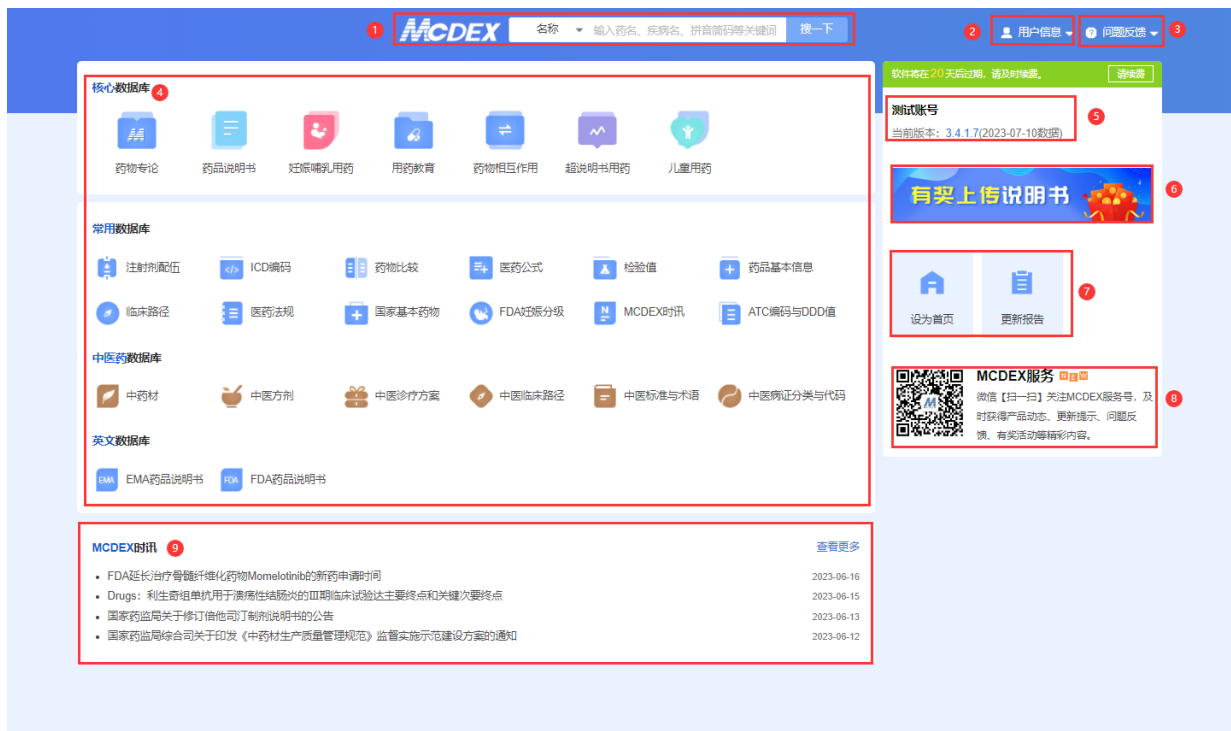 1 MCDEX 名称 输入药名、疾病名、拼音简码等关键词 搜一下 2 用户信息 3 问题反馈
核心数据库 4
药物专论 药品说明书 妊娠哺乳用药 用药教育 药物相互作用 超说明书用药 儿童用药
常用数据库
注射剂配伍 ICD编码 药物比较 医药公式 检验值 药品基本信息
临床路径 医药法规 国家基本药物 FDA妊娠分级 MCDEX时讯 ATC编码与DDD值
中医药数据库
中药材 中医方剂 中医诊疗方案 中医临床路径 中医标准与术语 中医病证分类与代码
英文数据库
EMA EMA药品说明书 FDA FDA药品说明书
MCDEX时讯 9 查看更多
FDA延长治疗骨髓纤维化药物Momelotinib的新药申请时间 2023-06-16
Drugs：利生奇组单抗用于溃疡性结肠炎的III期临床试验达主要终点和关键次要终点 2023-06-15
国家药监局关于修订倍他司汀制剂说明书的公告 2023-06-13
国家药监局综合司关于印发《中药材生产质量管理规范》监督实施示范建设方案的通知 2023-06-12
软件将在20天后过期，请及时续费。 请续费
测试账号 5
当前版本：3.4.1.7(2023-07-10数据)
有奖上传说明书 6
设为首页 更新报告 7
MCDEX服务 NEW
微信【扫一扫】关注MCDEX服务号，及 8
时获得产品动态、更新提示、问题反
馈、有奖活动等精彩内容。